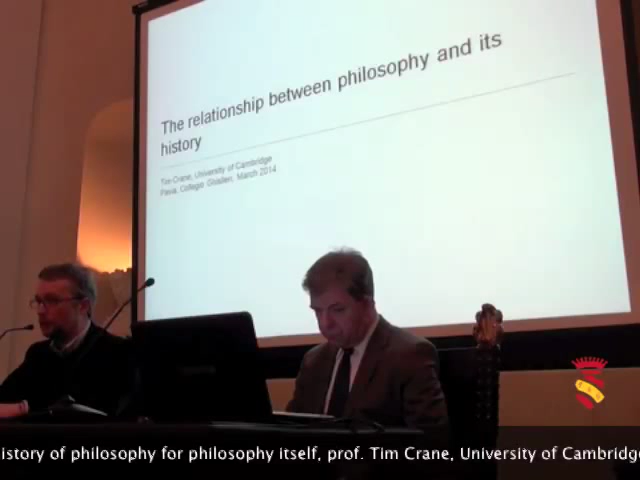 The relationship between philosophy and its
history
Tim Crane, University of Cambridge
Pavia, Collegio Ghislieri, March 2014
istory of philosophy for philosophy itself, prof. Tim Crane, University of Cambridge